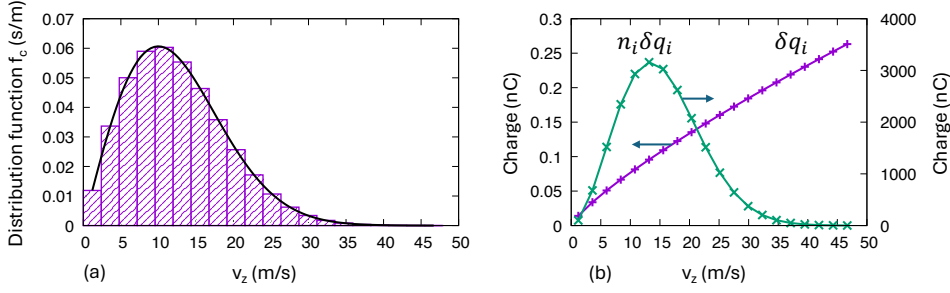 Distribution function f_c (s/m)
0.07
0.06
0.05
0.04
0.03
0.02
0.01
0
0 5 10 15 20 25 30 35 40 45 50
(a) v_z (m/s)
Charge (nC)
0.3
0.25
0.2
0.15
0.1
0.05
0
n_iδq_i δq_i
4000
3000
2000
1000
0
Charge (nC)
0 5 10 15 20 25 30 35 40 45 50
(b) v_z (m/s)